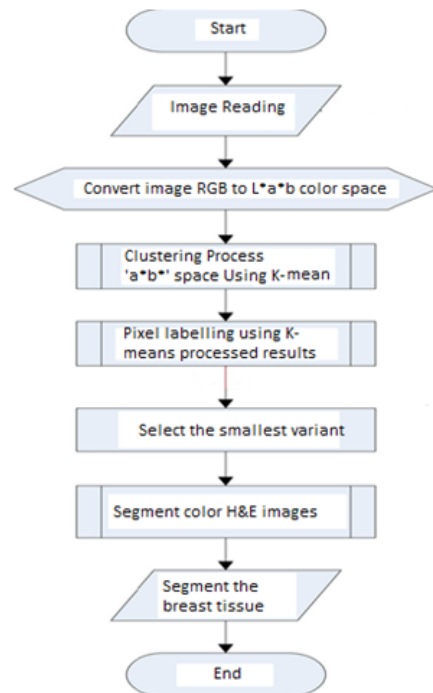 Start
Image Reading
Convert image RGB to L*a*b color space
Clustering Process
'a*b*' space Using K-mean
Pixel labelling using K-
means processed results
Select the smallest variant
Segment color H&E images
Segment the
breast tissue
End